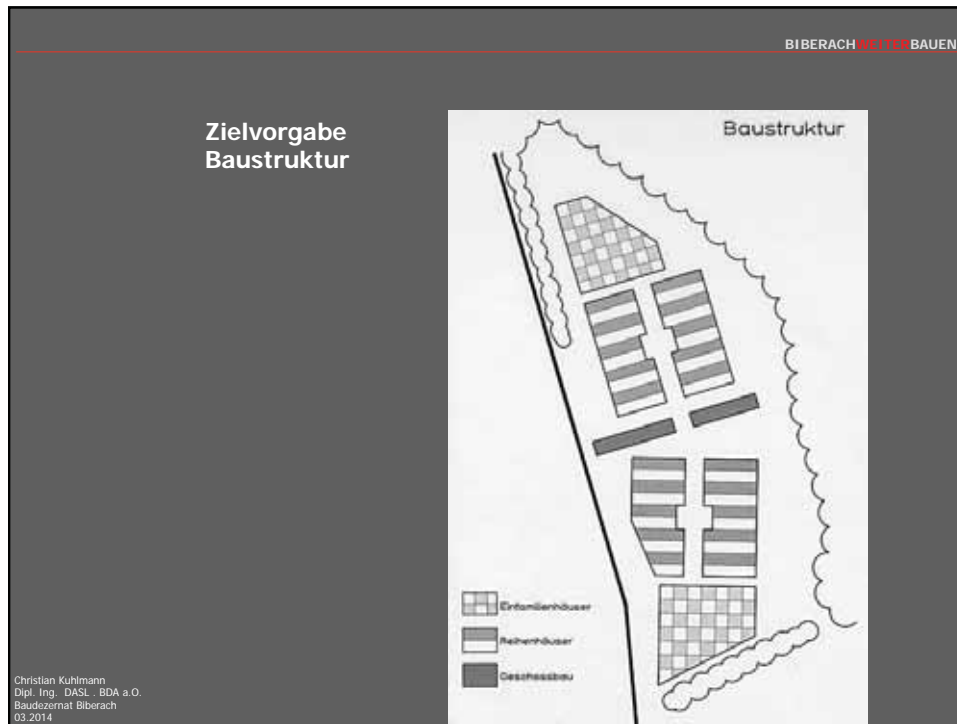 BIBERACHWEITERBAUEN
Zielvorgabe
Baustruktur
Baustruktur
Einfamilienhäuser
Reihenhäuser
Geschossbau
Christian Kuhlmann
Dipl. Ing. DASL . BDA a.O.
Baudezernat Biberach
03.2014